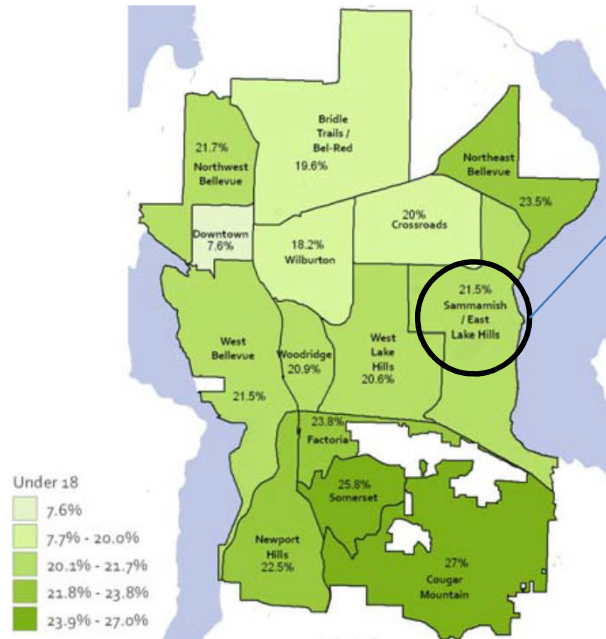 Bridle
Trails /
Bel-Red
19.6%
21.7%
Northwest
Bellevue
Northeast
Bellevue
23.5%
Downtown
7.6%
18.2%
Wilburton
20%
Crossroads
21.5%
Sammamish
/ East
Lake Hills
West
Bellevue
21.5%
Woodridge
20.9%
West
Lake
Hills
20.6%
23.8%
Factoria
25.8%
Somerset
Newport
Hills
22.5%
27%
Cougar
Mountain
Under 18
7.6%
7.7% - 20.0%
20.1% - 21.7%
21.8% - 23.8%
23.9% - 27.0%